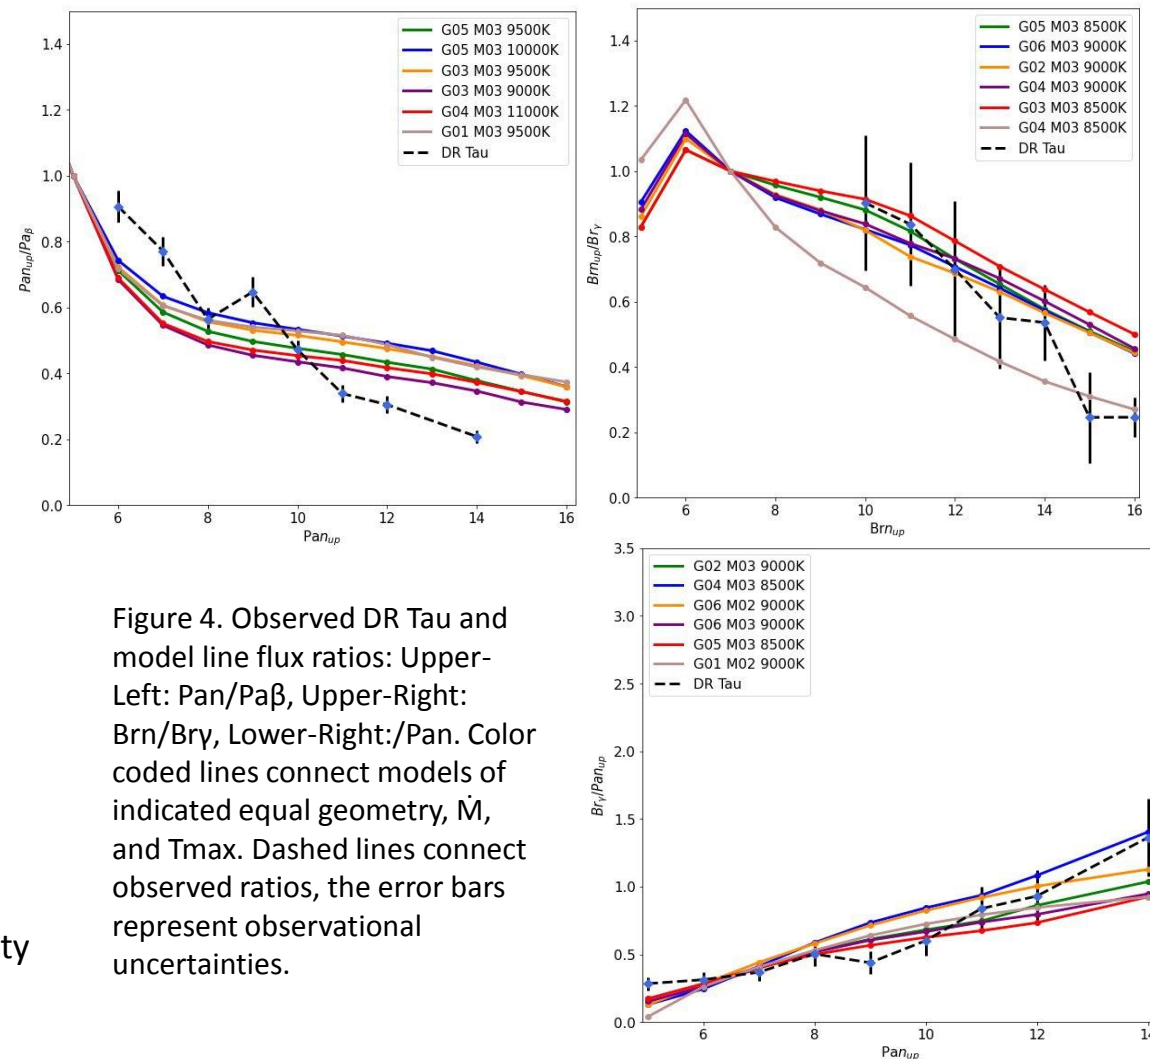 1.4
1.2
1.0
0.8
0.6
0.4
0.2
0.0
Pan_up/Pa_β
G05 M03 9500K
G05 M03 10000K
G03 M03 9500K
G03 M03 9000K
G04 M03 11000K
G01 M03 9500K
DR Tau
6 8 10 12 14 16
Pan_up
1.4
1.2
1.0
0.8
0.6
0.4
0.2
0.0
Brn_up/Br_γ
G05 M03 8500K
G06 M03 9000K
G02 M03 9000K
G04 M03 9000K
G03 M03 8500K
G04 M03 8500K
DR Tau
6 8 10 12 14 16
Brn_up
Figure 4. Observed DR Tau and
model line flux ratios: Upper-
Left: Pan/Paβ, Upper-Right:
Brn/Brγ, Lower-Right:/Pan. Color
coded lines connect models of
indicated equal geometry, Ṁ,
and Tmax. Dashed lines connect
observed ratios, the error bars
represent observational
uncertainties.
ty
3.5
3.0
2.5
2.0
1.5
1.0
0.5
0.0
Br_γ/Pan_up
G02 M03 9000K
G04 M03 8500K
G06 M02 9000K
G06 M03 9000K
G05 M03 8500K
G01 M02 9000K
DR Tau
6 8 10 12 14
Pan_up